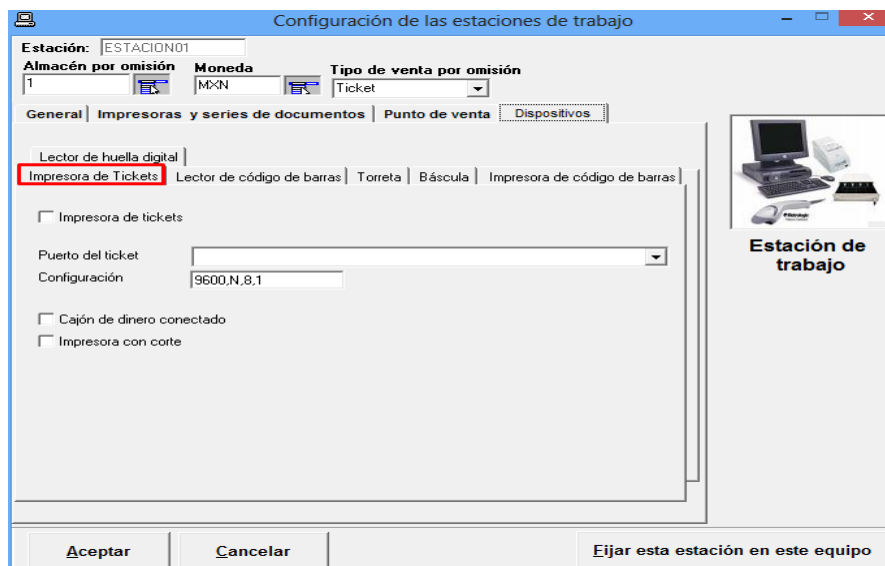 Configuración de las estaciones de trabajo
Estación: ESTACION01
Almacén por omisión Moneda Tipo de venta por omisión
1 MXN Ticket
General Impresoras y series de documentos Punto de venta Dispositivos
Lector de huella digital
Impresora de Tickets Lector de código de barras Torreta Báscula Impresora de código de barras
Impresora de tickets
Puerto del ticket
Configuración 9600,N,8,1
Cajón de dinero conectado
Impresora con corte
Estación de
trabajo
Aceptar Cancelar Fijar esta estación en este equipo